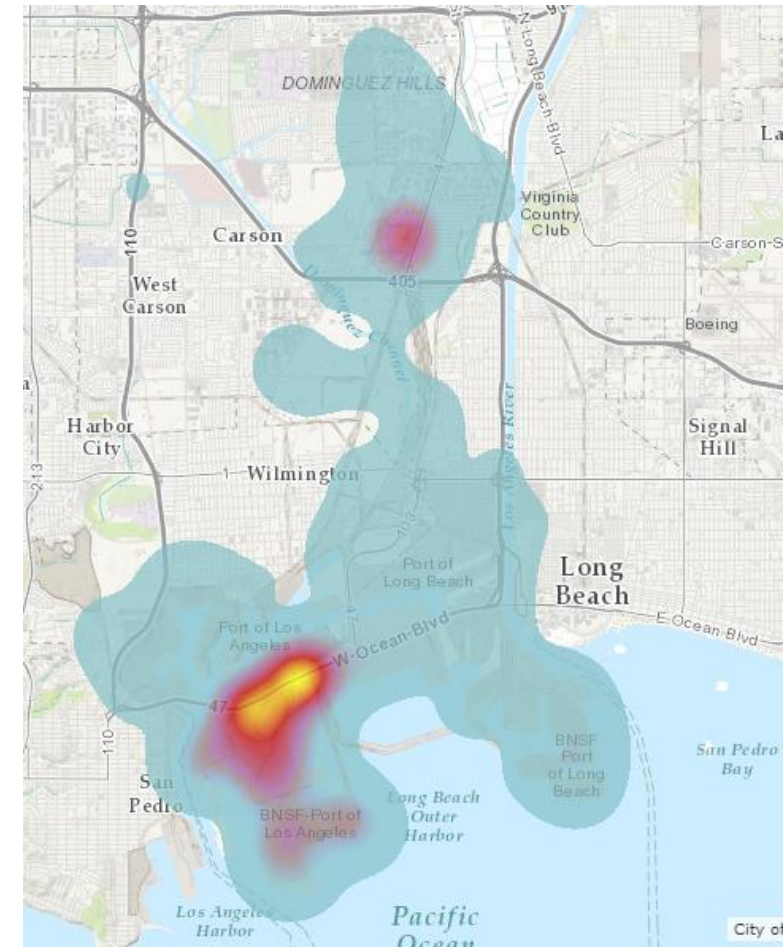 DOMINGUEZ HILLS
N-Long-Beach-Blvd
La
47
Virginia
Country
Club
Carson
110
Carson-S
405
West
Carson
Dominguez Channel
Boeing
Los Angeles River
Harbor
City
Signal
Hill
213
1
Wilmington
103
Port of
Long Beach
Long
Beach
47
Port of Los
Angeles
W-Ocean-Blvd
E-Ocean-Blvd
47
110
San
Pedro
BNSF
Port
of Long
Beach
San Pedro
Bay
BNSF-Port of
Los Angeles
Long Beach
Outer
Harbor
Los Angeles
Harbor
Pacific
Ocean
City of